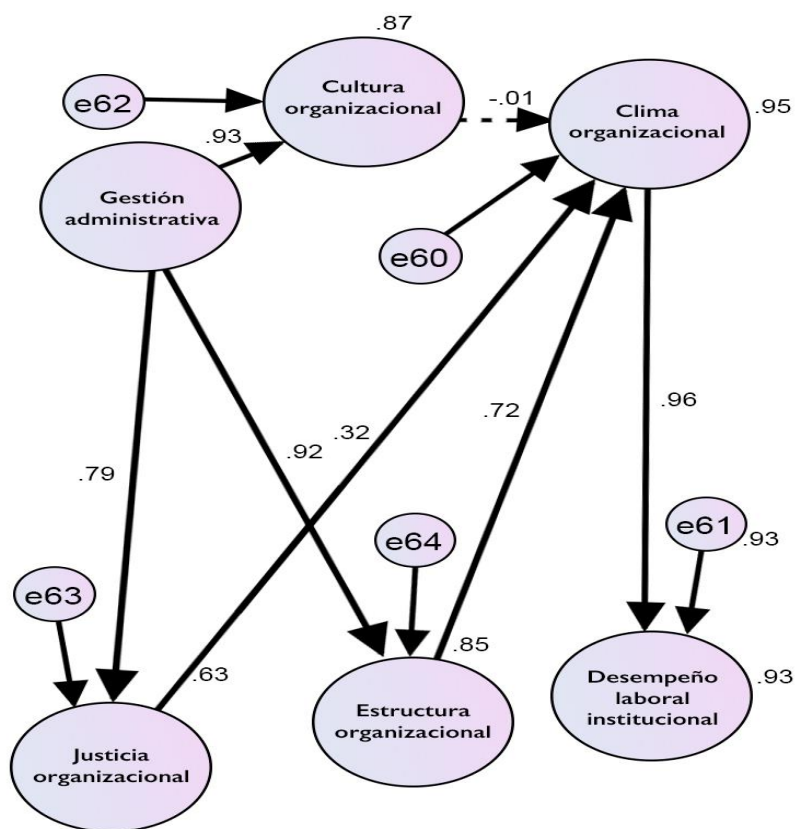 .87
Cultura
organizacional
e62
-.01
Clima
organizacional
.95
.93
Gestión
administrativa
e60
.32
.72
.96
.92
.79
e61
.93
e64
e63
.63
.85
Desempeño
laboral
institucional
.93
Estructura
organizacional
Justicia
organizacional